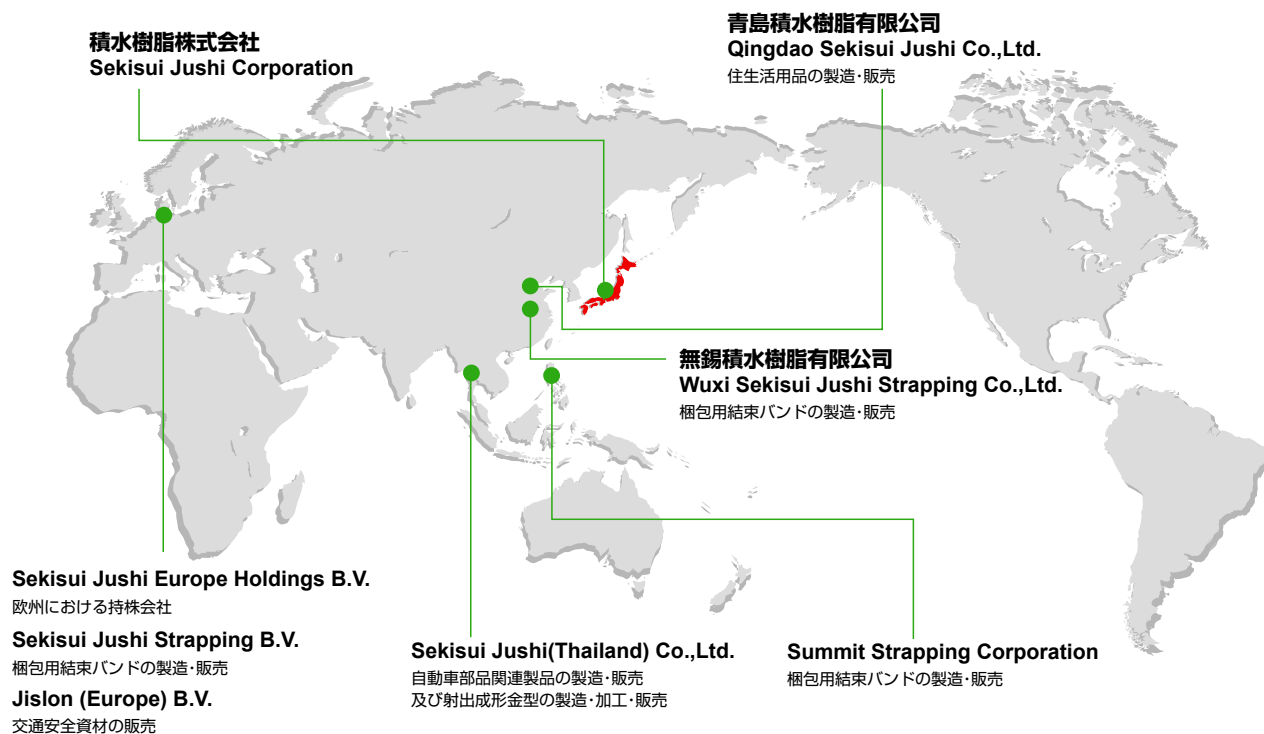 積水樹脂株式会社
Sekisui Jushi Corporation
青島積水樹脂有限公司
Qingdao Sekisui Jushi Co.,Ltd.
住生活用品の製造・販売
無錫積水樹脂有限公司
Wuxi Sekisui Jushi Strapping Co.,Ltd.
梱包用結束バンドの製造・販売
Sekisui Jushi Europe Holdings B.V.
欧州における持株会社
Sekisui Jushi Strapping B.V.
梱包用結束バンドの製造・販売
Jislon (Europe) B.V.
交通安全資材の販売
Sekisui Jushi(Thailand) Co.,Ltd.
自動車部品関連製品の製造・販売
及び射出成形金型の製造・加工・販売
Summit Strapping Corporation
梱包用結束バンドの製造・販売